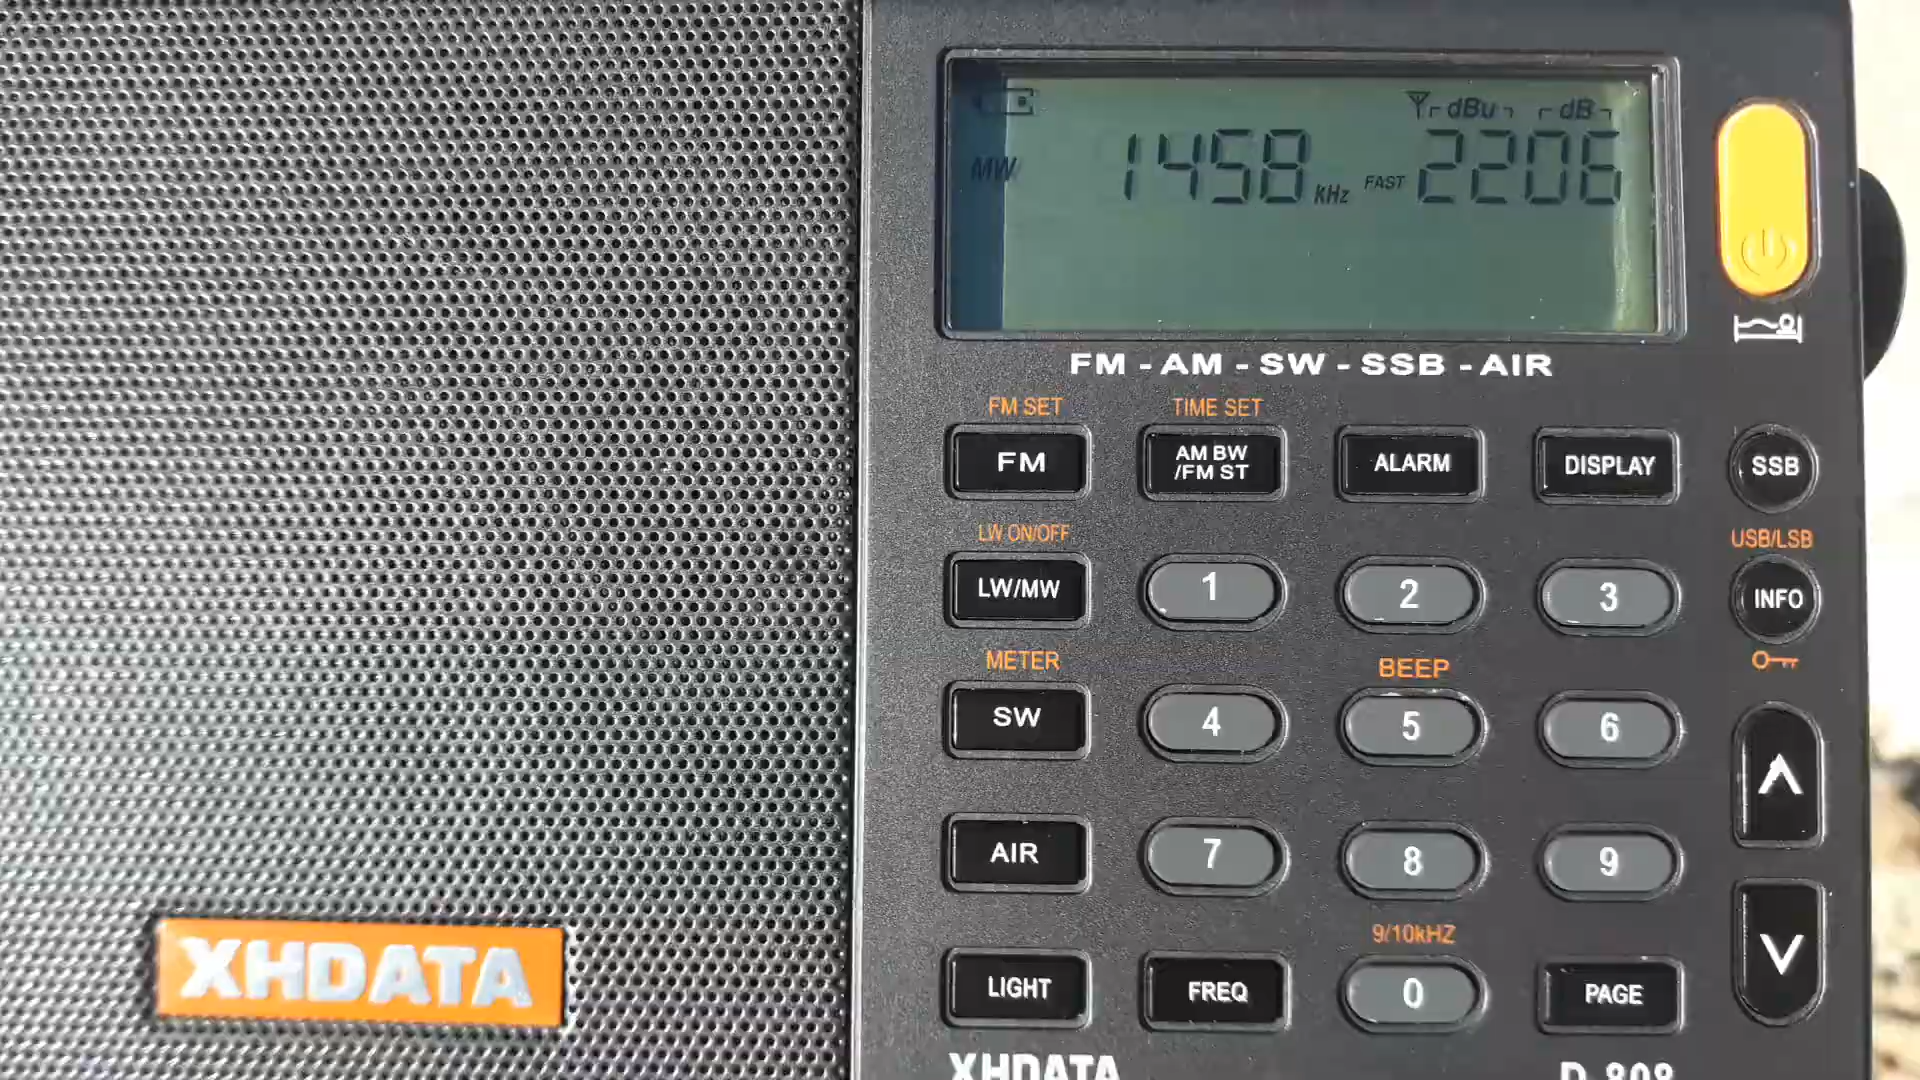 dBu dB
MW 1458 kHz FAST 2206
FM - AM - SW - SSB - AIR
FM SET TIME SET
FM AM BW /FM ST ALARM DISPLAY SSB
LW ON/OFF USB/LSB
LW/MW 1 2 3 INFO
METER BEEP
SW 4 5 6
AIR 7 8 9
9/10kHZ
LIGHT FREQ 0 PAGE
XHDATA
XHDATA D-808